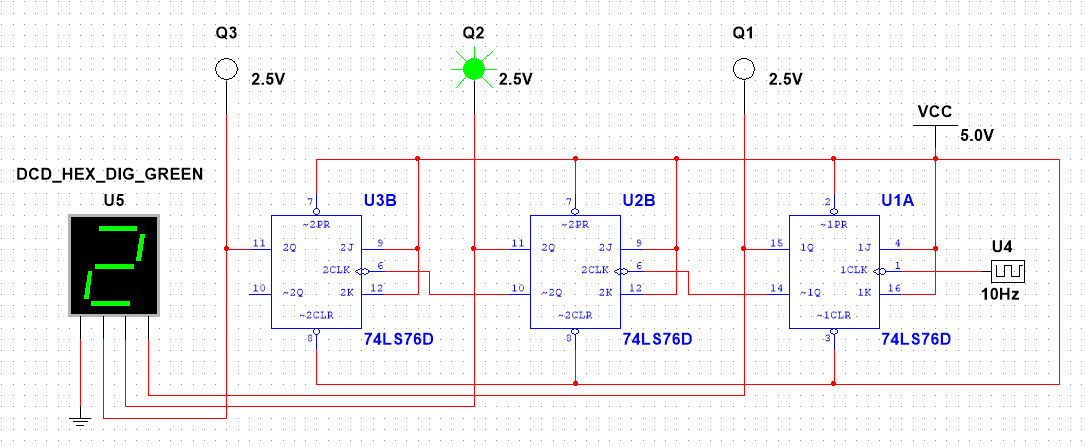 Q3
Q2
Q1
2.5V
2.5V
2.5V
VCC
5.0V
DCD_HEX_DIG_GREEN
U5
2
7
U3B
~2PR
11
2Q
2J
9
2CLK
6
10
~2Q
2K
12
~2CLR
8
74LS76D
7
U2B
~2PR
11
2Q
2J
9
2CLK
6
10
~2Q
2K
12
~2CLR
8
74LS76D
2
U1A
~1PR
15
1Q
1J
4
1CLK
1
14
~1Q
1K
16
~1CLR
3
74LS76D
U4
10Hz